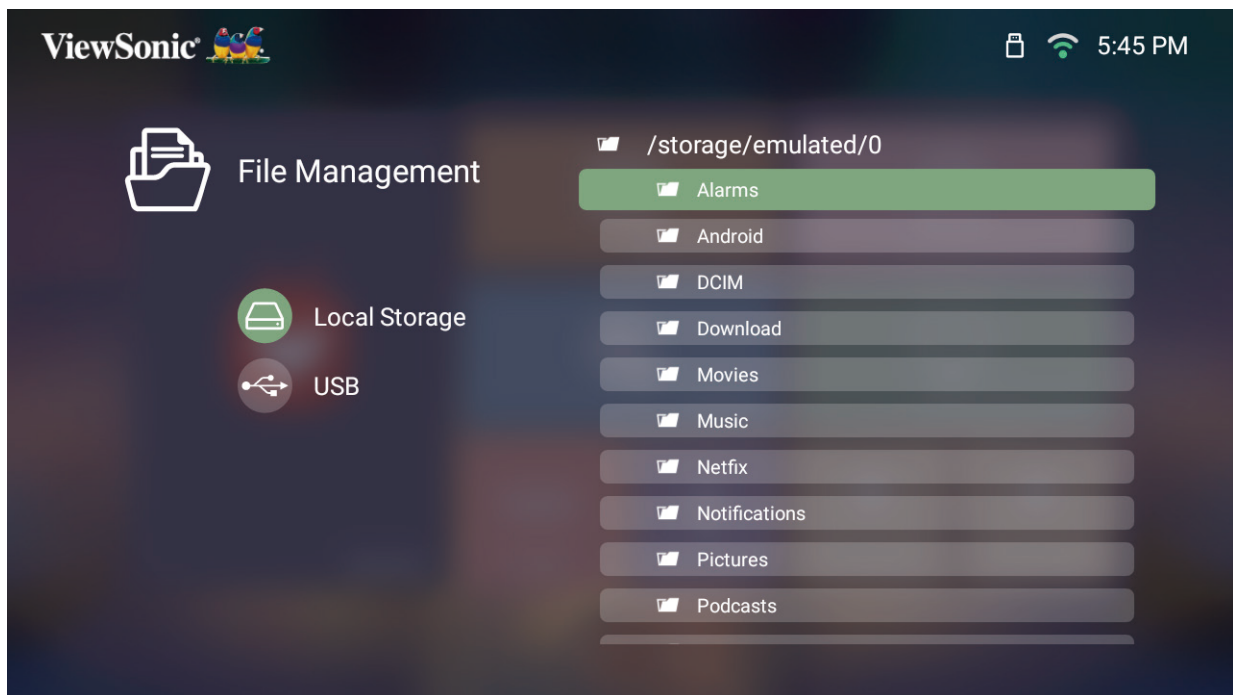 ViewSonic
5:45 PM
File Management
Local Storage
USB
/storage/emulated/0
Alarms
Android
DCIM
Download
Movies
Music
Netfix
Notifications
Pictures
Podcasts